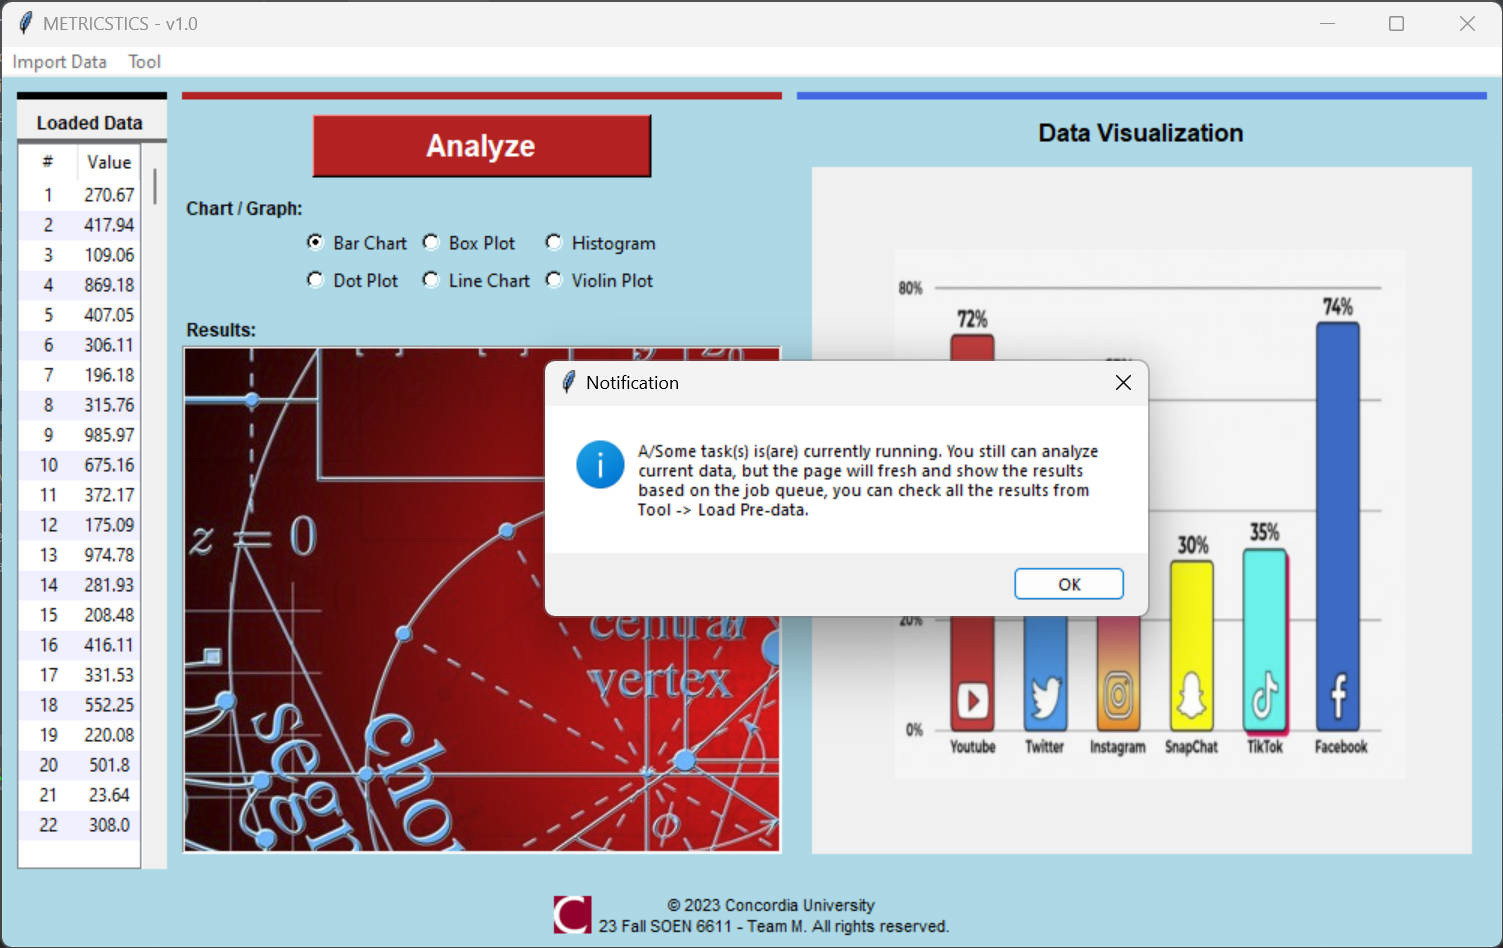 METRICSTICS - v1.0
Import Data Tool
Loaded Data
# Value
1 270.67
2 417.94
3 109.06
4 869.18
5 407.05
6 306.11
7 196.18
8 315.76
9 985.97
10 675.16
11 372.17
12 175.09
13 974.78
14 281.93
15 208.48
16 416.11
17 331.53
18 552.25
19 220.08
20 501.8
21 23.64
22 308.0
Analyze
Chart / Graph:
Bar Chart Box Plot Histogram
Dot Plot Line Chart Violin Plot
Results:
z = 0
central
vertex
segm
chor
ϕ
Data Visualization
80%
72%
74%
30%
35%
20%
0%
Youtube Twitter Instagram SnapChat TikTok Facebook
Notification
A/Some task(s) is(are) currently running. You still can analyze
current data, but the page will fresh and show the results
based on the job queue, you can check all the results from
Tool -> Load Pre-data.
OK
© 2023 Concordia University
23 Fall SOEN 6611 - Team M. All rights reserved.